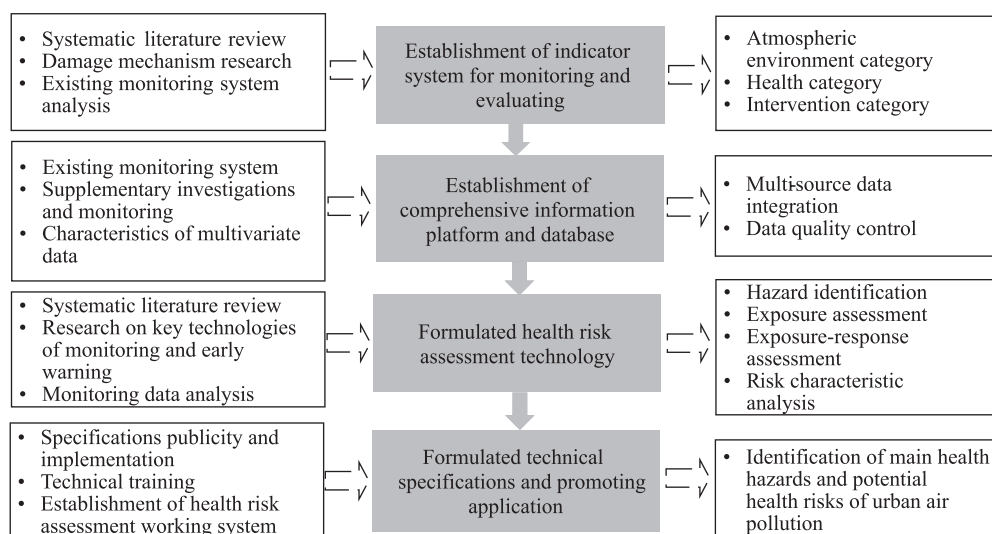 • Systematic literature review
• Damage mechanism research
• Existing monitoring system
analysis
Establishment of indicator
system for monitoring and
evaluating
• Atmospheric
environment category
• Health category
• Intervention category
• Existing monitoring system
• Supplementary investigations
and monitoring
• Characteristics of multivariate
data
Establishment of
comprehensive information
platform and database
• Multi-source data
integration
• Data quality control
• Systematic literature review
• Research on key technologies
of monitoring and early
warning
• Monitoring data analysis
Formulated health risk
assessment technology
• Hazard identification
• Exposure assessment
• Exposure-response
assessment
• Risk characteristic
analysis
• Specifications publicity and
implementation
• Technical training
• Establishment of health risk
assessment working system
Formulated technical
specifications and promoting
application
• Identification of main health
hazards and potential
health risks of urban air
pollution